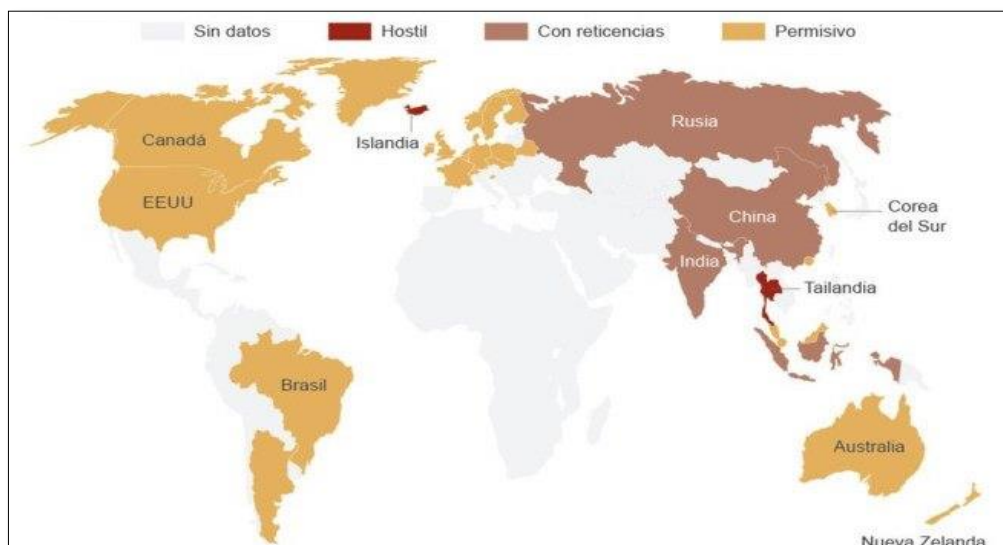 Sin datos
Hostil
Con reticencias
Permisivo
Canadá
Islandia
Rusia
EEUU
China
Corea
del Sur
India
Tailandia
Brasil
Australia
Nueva Zelanda